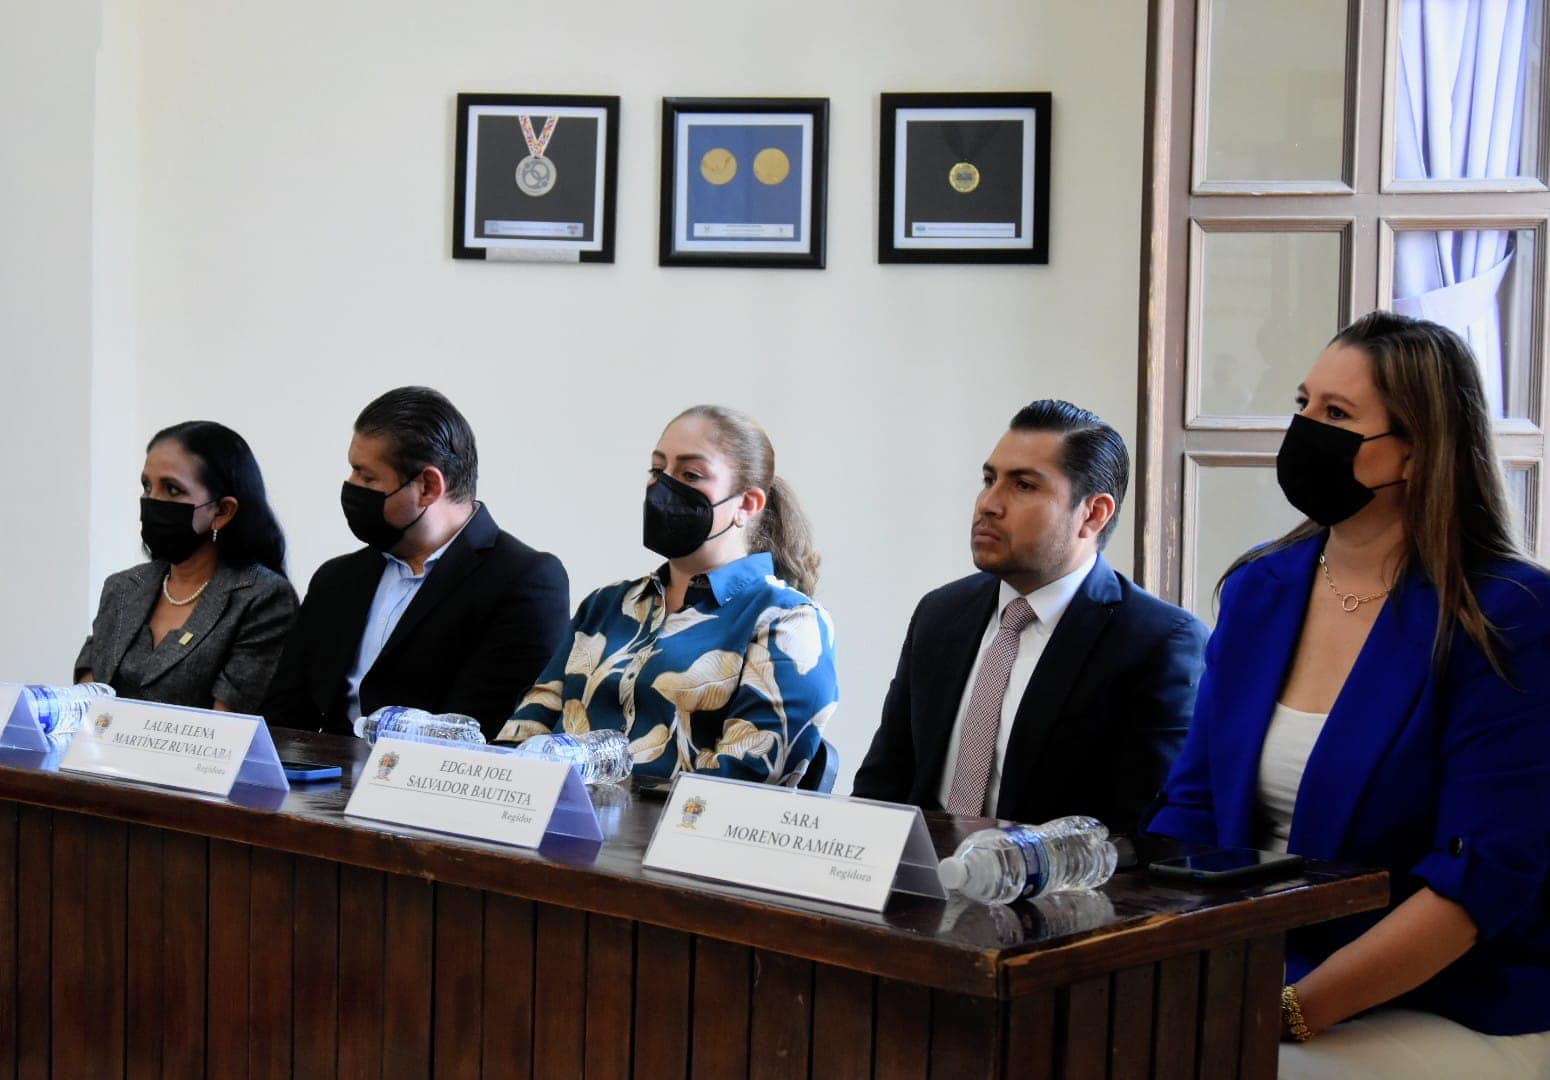 LAURA ELENA
MARTÍNEZ RUVALCABA
Regidora
EDGAR JOEL
SALVADOR BAUTISTA
Regidor
SARA
MORENO RAMÍREZ
Regidora